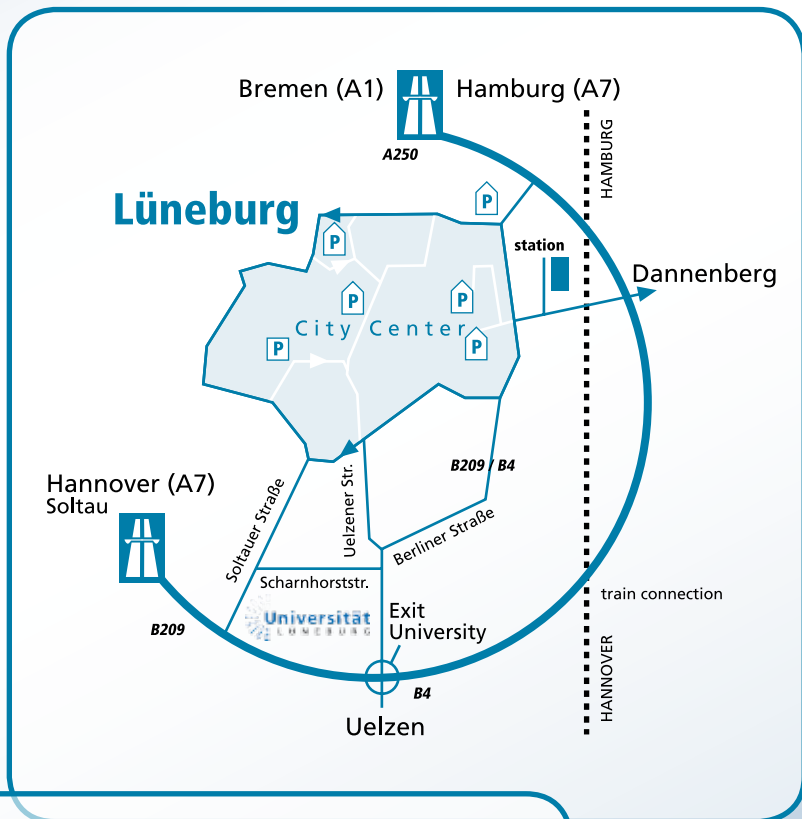 Bremen (A1)
Hamburg (A7)
A250
HAMBURG
Lüneburg
P
P
station
Dannenberg
P
P
City Center
P
P
B209 / B4
Hannover (A7)
Soltau
Soltauer Straße
Uelzener Str.
Berliner Straße
Scharnhorststr.
train connection
Universität
LÜNEBURG
Exit
University
B209
HANNOVER
B4
Uelzen